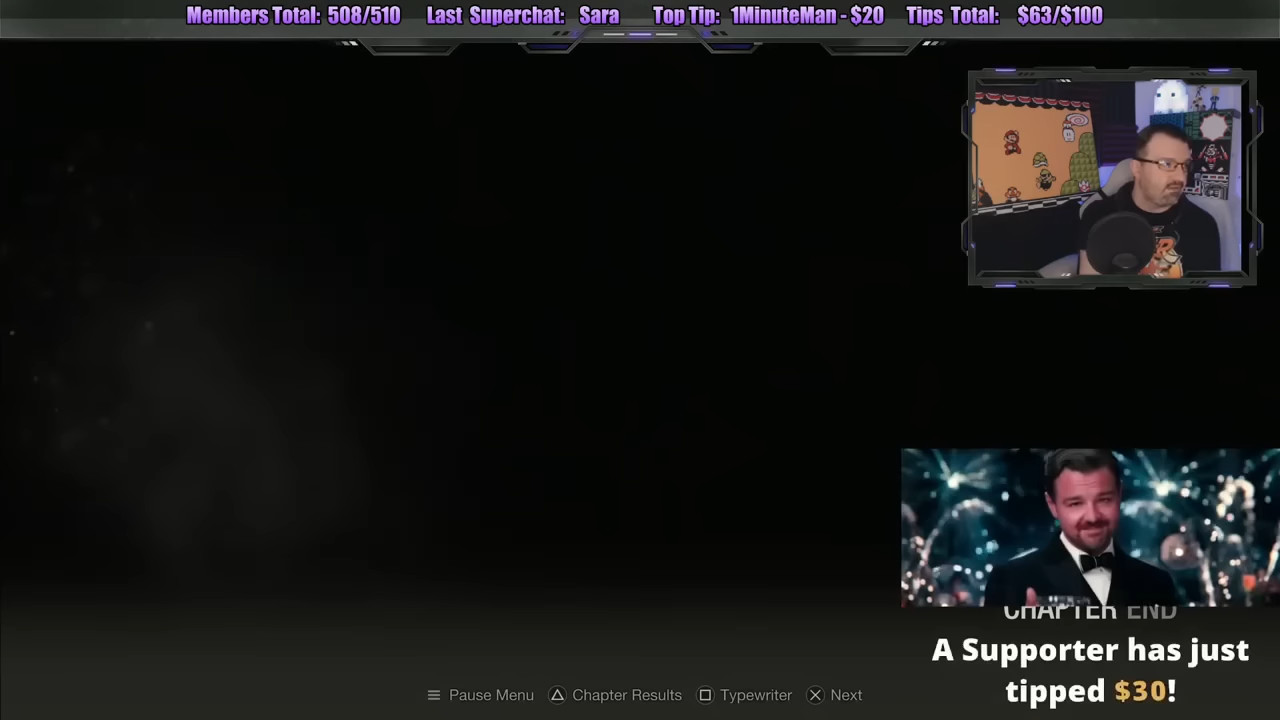 Members Total: 508/510 Last Superchat: Sara Top Tip: 1MinuteMan - $20 Tips Total: $63/$100
CHAPTER END
A Supporter has just
tipped $30!
Pause Menu Chapter Results Typewriter Next